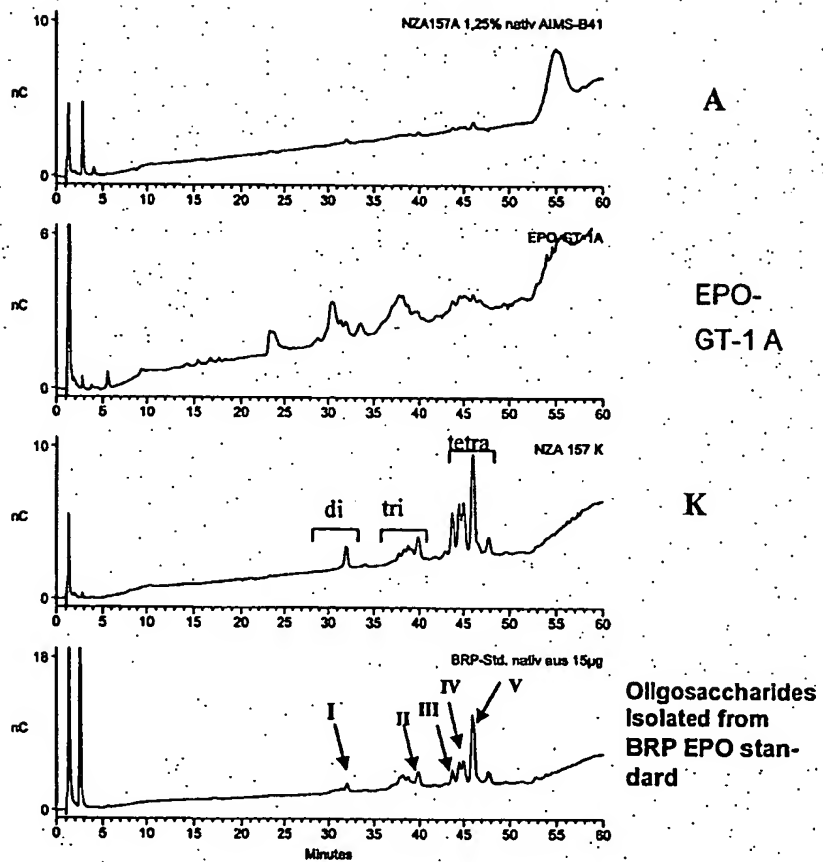 10
NZA157A 1,25% nativ AIMS-B41
nC
A
0
0 5 10 15 20 25 30 35 40 45 50 55 60
6
EPO-GT-1A
nC
EPO-
GT-1 A
0
0 5 10 15 20 25 30 35 40 45 50 55 60
10
tetra
NZA 157 K
nC
di
tri
K
0
0 5 10 15 20 25 30 35 40 45 50 55 60
18
BRP-Std. nativ aus 15µg
nC
I
II
III
IV
V
Oligosaccharides
Isolated from
BRP EPO stan-
dard
0
0 5 10 15 20 25 30 35 40 45 50 55 60
Minutes